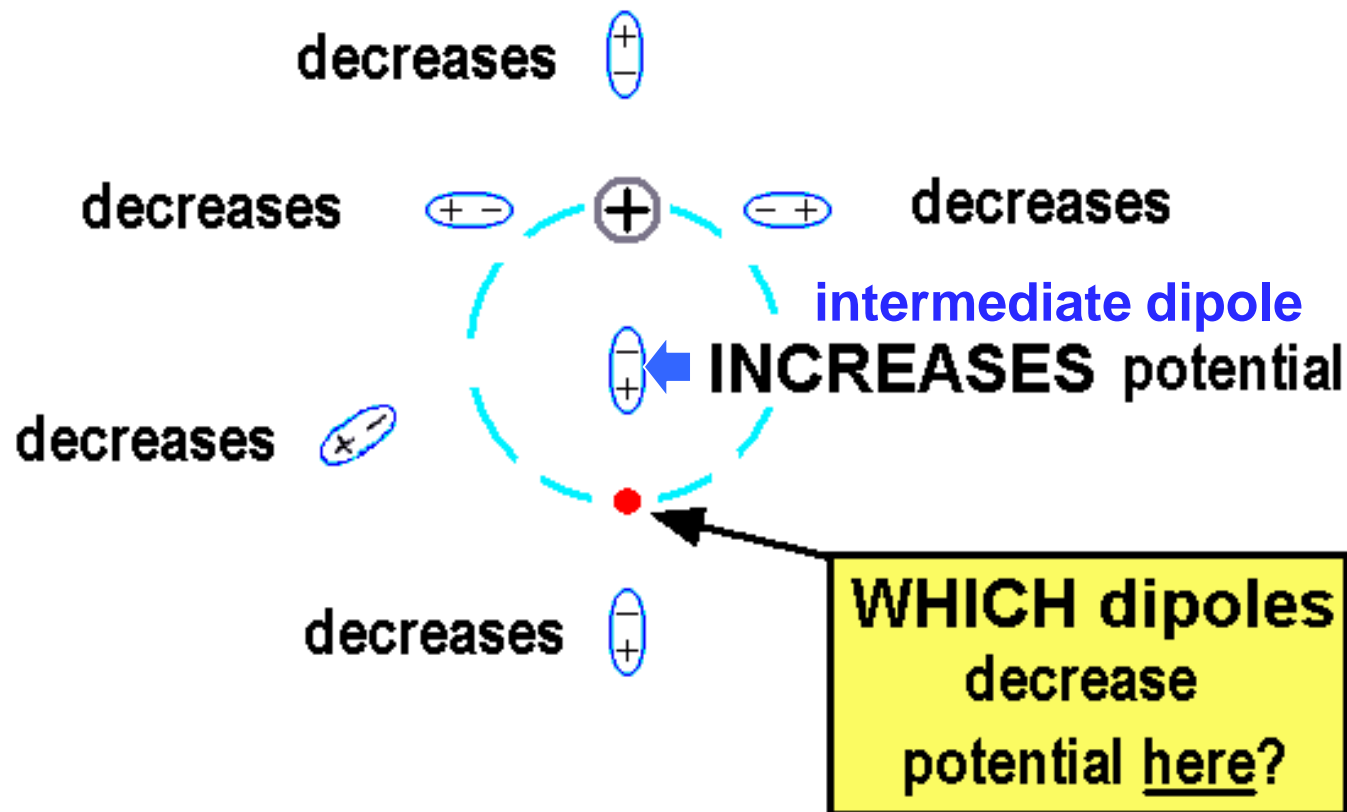 +
−
decreases
decreases
+ −
+
− +
decreases
intermediate dipole
INCREASES potential
−
+
decreases
+ −
WHICH dipoles
decrease
potential here?
decreases
−
+